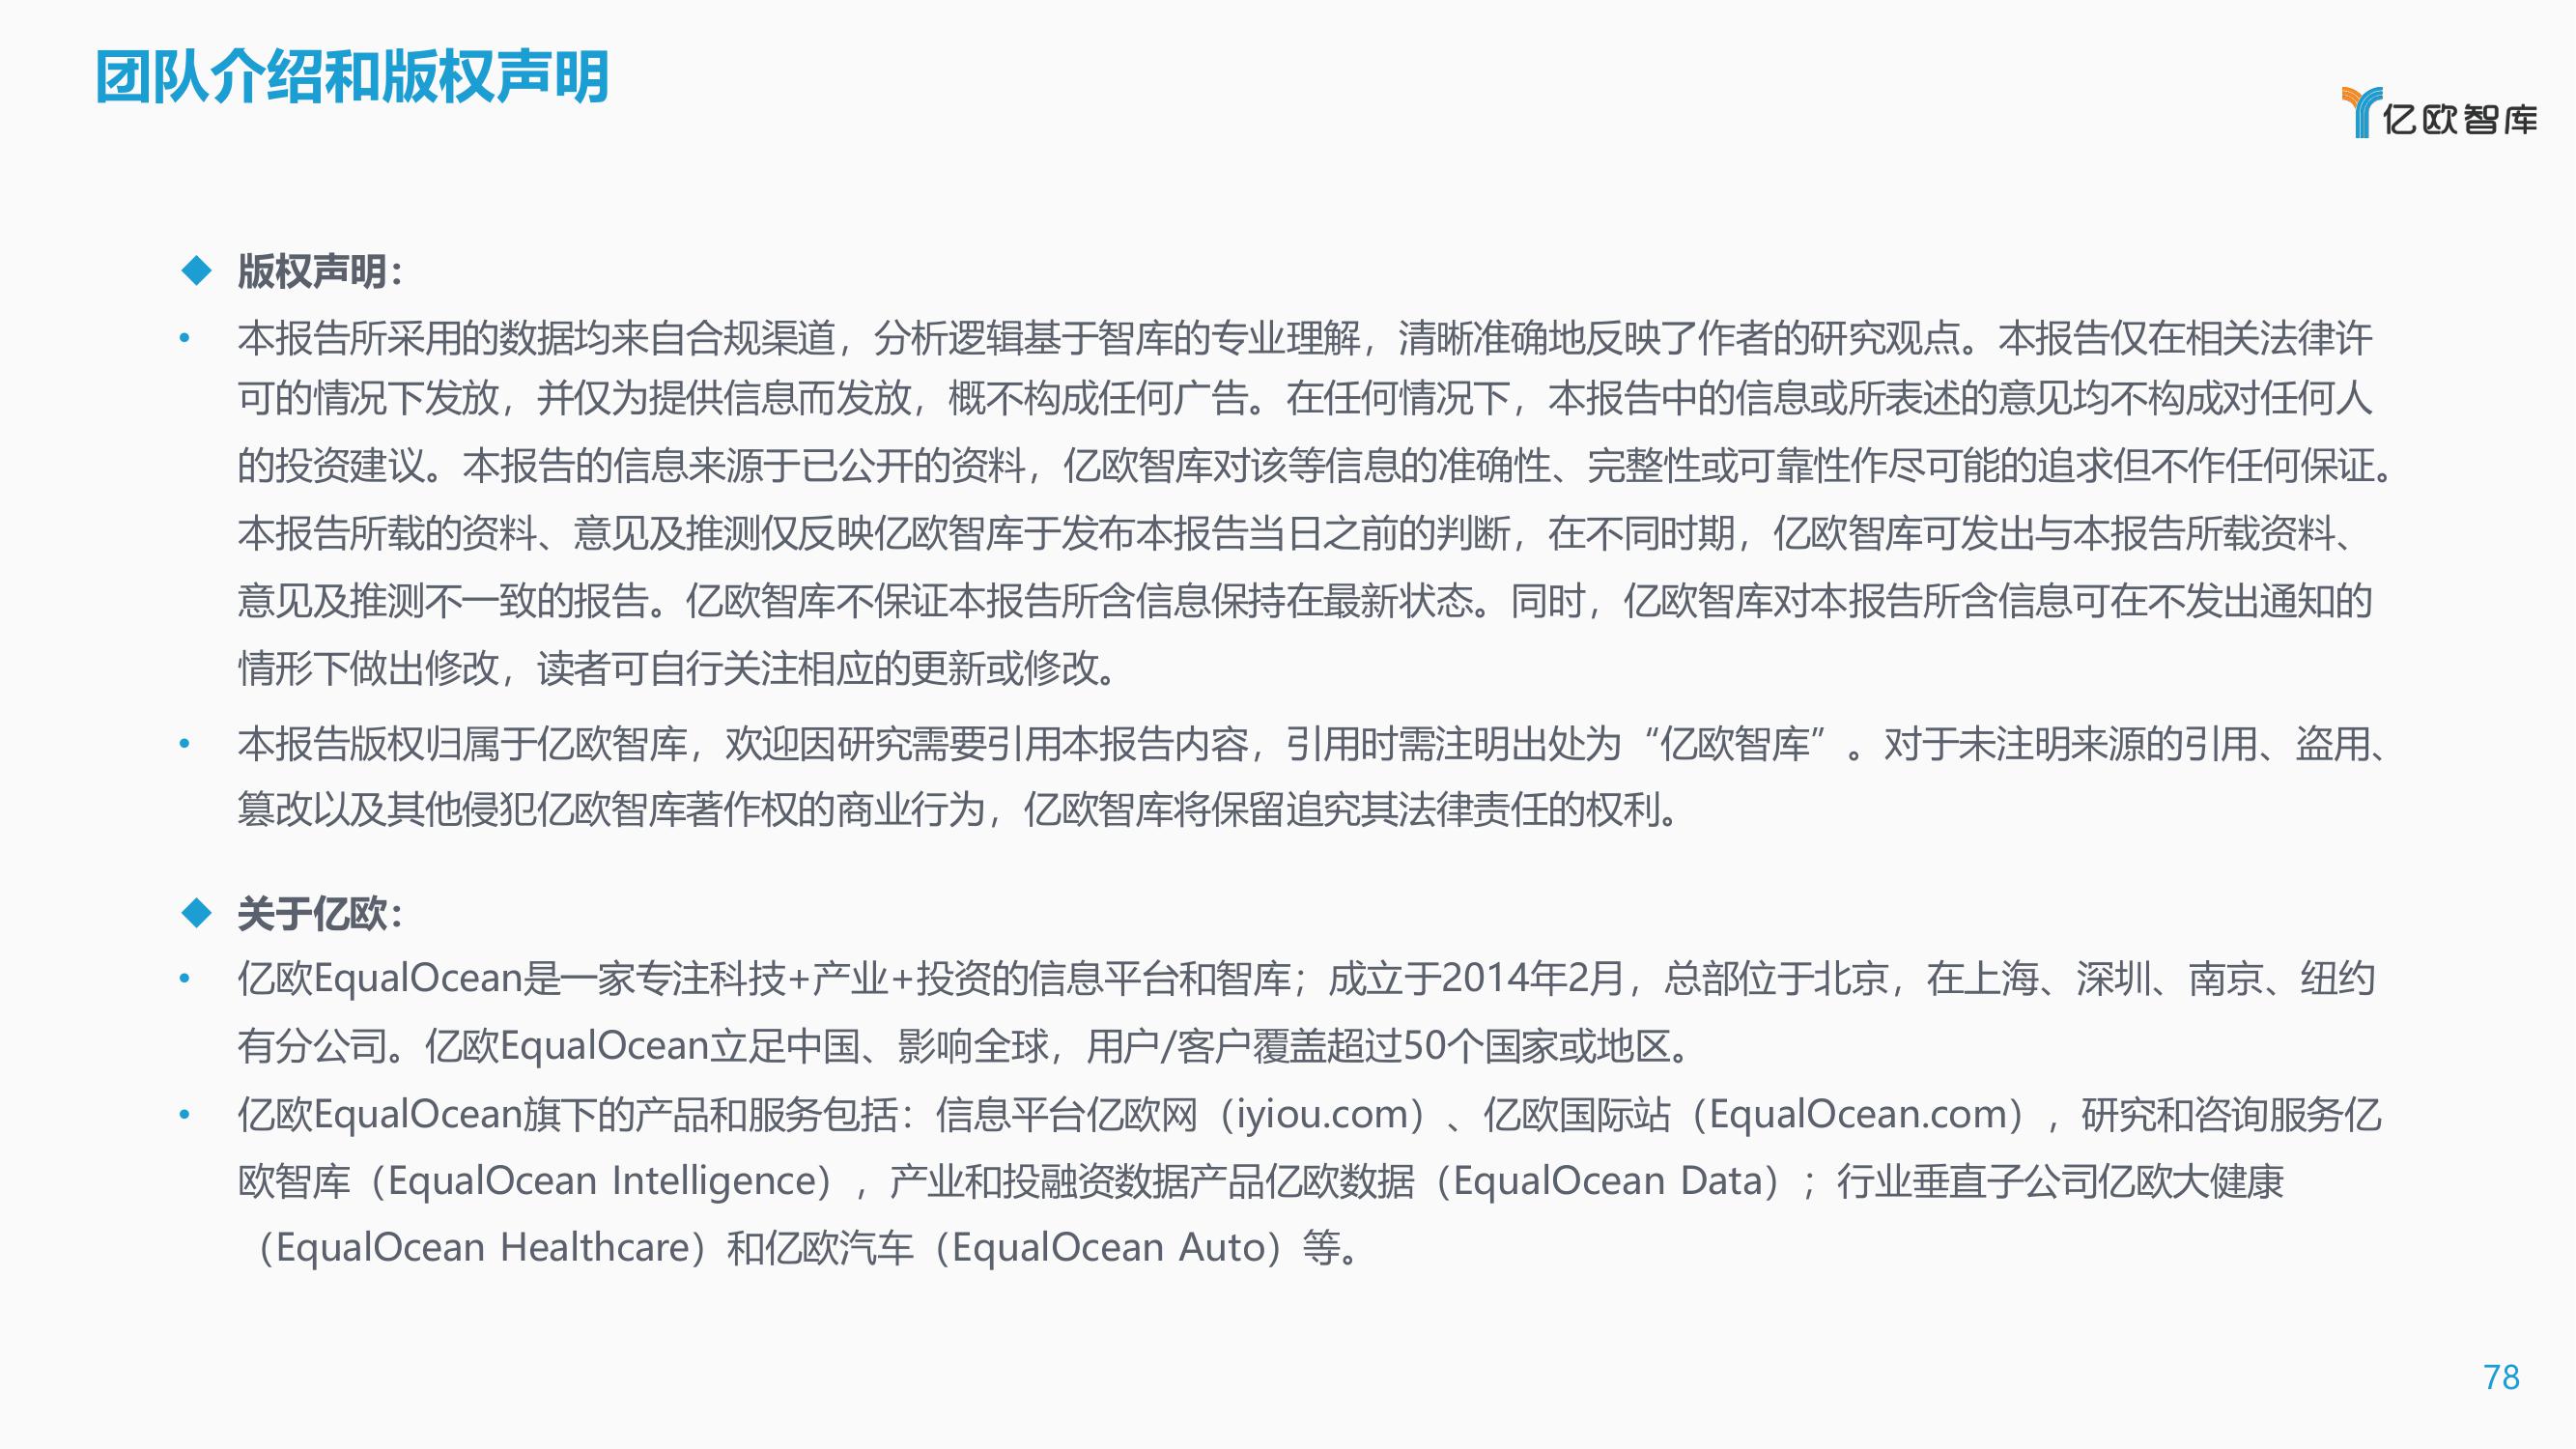 团队介绍和版权声明
亿欧智库
◆ 版权声明：
• 本报告所采用的数据均来自合规渠道，分析逻辑基于智库的专业理解，清晰准确地反映了作者的研究观点。本报告仅在相关法律许
可的情况下发放，并仅为提供信息而发放，概不构成任何广告。在任何情况下，本报告中的信息或所表述的意见均不构成对任何人
的投资建议。本报告的信息来源于已公开的资料，亿欧智库对该等信息的准确性、完整性或可靠性作尽可能的追求但不作任何保证。
本报告所载的资料、意见及推测仅反映亿欧智库于发布本报告当日之前的判断，在不同时期，亿欧智库可发出与本报告所载资料、
意见及推测不一致的报告。亿欧智库不保证本报告所含信息保持在最新状态。同时，亿欧智库对本报告所含信息可在不发出通知的
情形下做出修改，读者可自行关注相应的更新或修改。
• 本报告版权归属于亿欧智库，欢迎因研究需要引用本报告内容，引用时需注明出处为“亿欧智库”。对于未注明来源的引用、盗用、
篡改以及其他侵犯亿欧智库著作权的商业行为，亿欧智库将保留追究其法律责任的权利。
◆ 关于亿欧：
• 亿欧EqualOcean是一家专注科技+产业+投资的信息平台和智库；成立于2014年2月，总部位于北京，在上海、深圳、南京、纽约
有分公司。亿欧EqualOcean立足中国、影响全球，用户/客户覆盖超过50个国家或地区。
• 亿欧EqualOcean旗下的产品和服务包括：信息平台亿欧网（iyiou.com）、亿欧国际站（EqualOcean.com），研究和咨询服务亿
欧智库（EqualOcean Intelligence），产业和投融资数据产品亿欧数据（EqualOcean Data）；行业垂直子公司亿欧大健康
（EqualOcean Healthcare）和亿欧汽车（EqualOcean Auto）等。
78